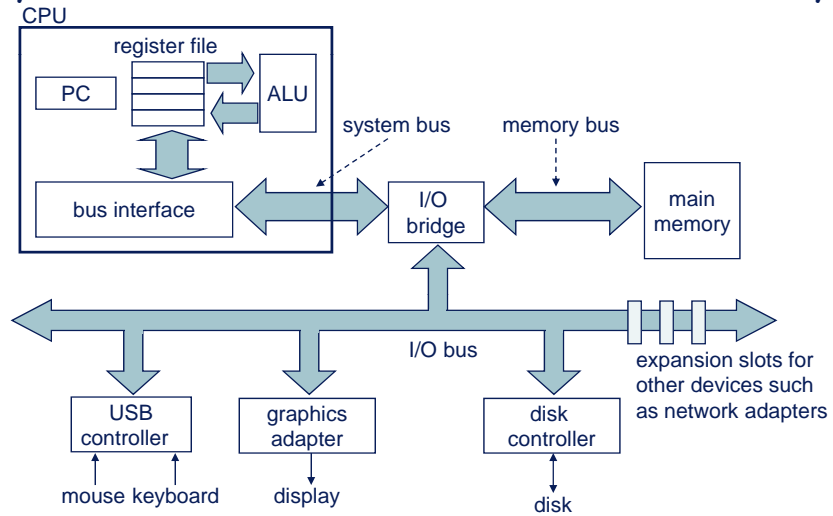 CPU
register file
PC
ALU
system bus
memory bus
bus interface
I/O
bridge
main
memory
I/O bus
expansion slots for
other devices such
as network adapters
USB
controller
graphics
adapter
disk
controller
mouse keyboard
display
disk